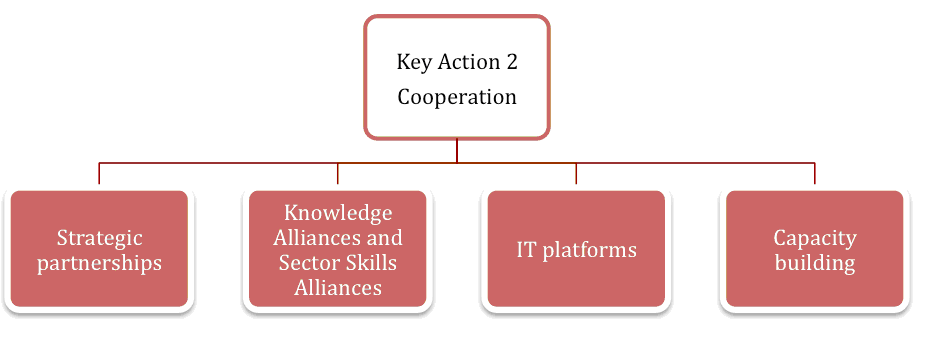 Key Action 2
Cooperation
Strategic
partnerships
Knowledge
Alliances and
Sector Skills
Alliances
IT platforms
Capacity
building